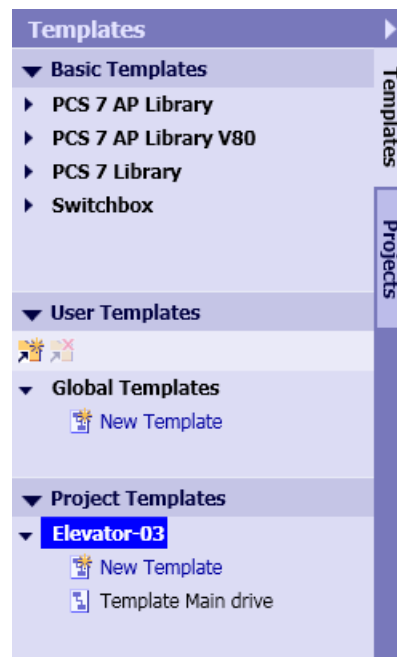 Templates
Basic Templates
PCS 7 AP Library
PCS 7 AP Library V80
PCS 7 Library
Switchbox
User Templates
Global Templates
New Template
Project Templates
Elevator-03
New Template
Template Main drive
Templates
Projects